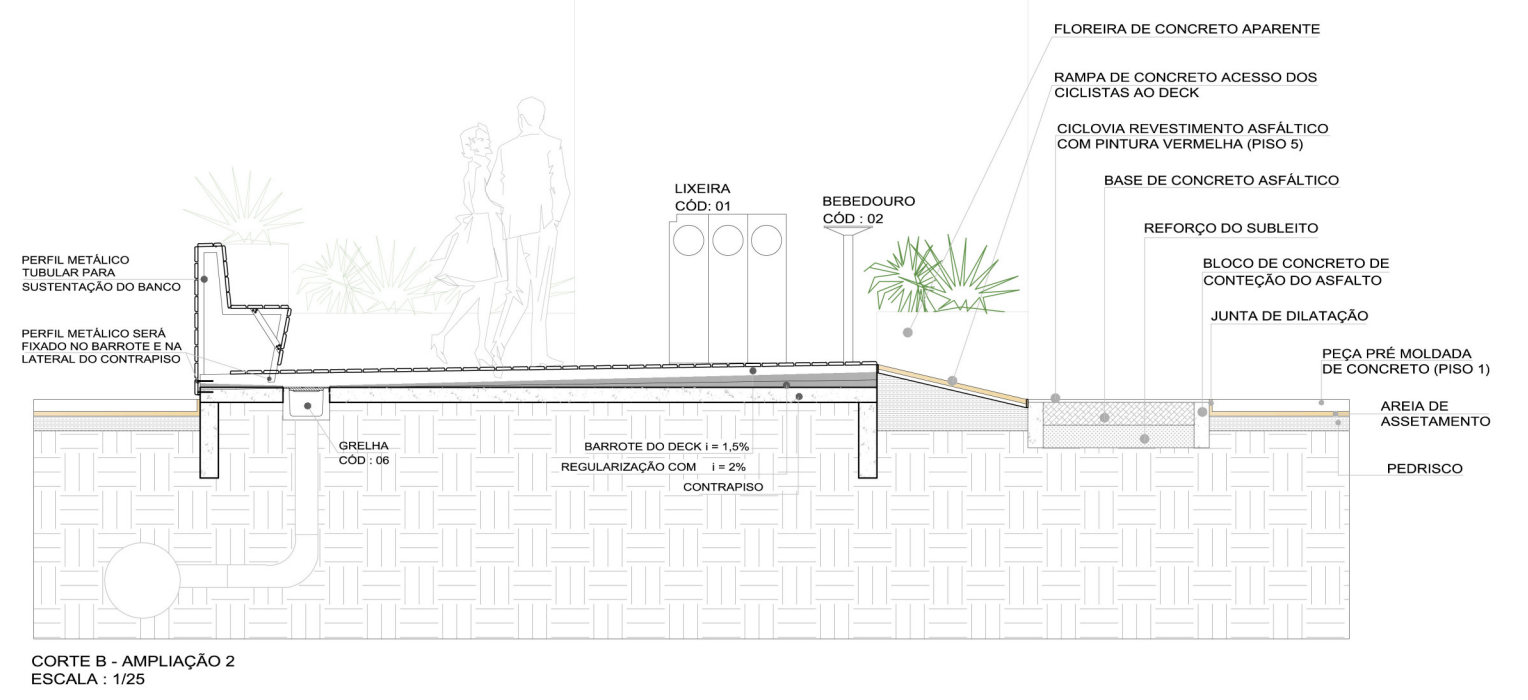 FLOREIRA DE CONCRETO APARENTE
RAMPA DE CONCRETO ACESSO DOS
CICLISTAS AO DECK
CICLOVIA REVESTIMENTO ASFÁLTICO
COM PINTURA VERMELHA (PISO 5)
BASE DE CONCRETO ASFÁLTICO
REFORÇO DO SUBLEITO
BLOCO DE CONCRETO DE
CONTEÇÃO DO ASFALTO
JUNTA DE DILATAÇÃO
PEÇA PRÉ MOLDADA
DE CONCRETO (PISO 1)
AREIA DE
ASSETAMENTO
PEDRISCO
LIXEIRA
CÓD: 01
BEBEDOURO
CÓD : 02
PERFIL METÁLICO
TUBULAR PARA
SUSTENTAÇÃO DO BANCO
PERFIL METÁLICO SERÁ
FIXADO NO BARROTE E NA
LATERAL DO CONTRAPISO
GRELHA
CÓD : 06
BARROTE DO DECK i = 1,5%
REGULARIZAÇÃO COM i = 2%
CONTRAPISO
CORTE B - AMPLIAÇÃO 2
ESCALA : 1/25